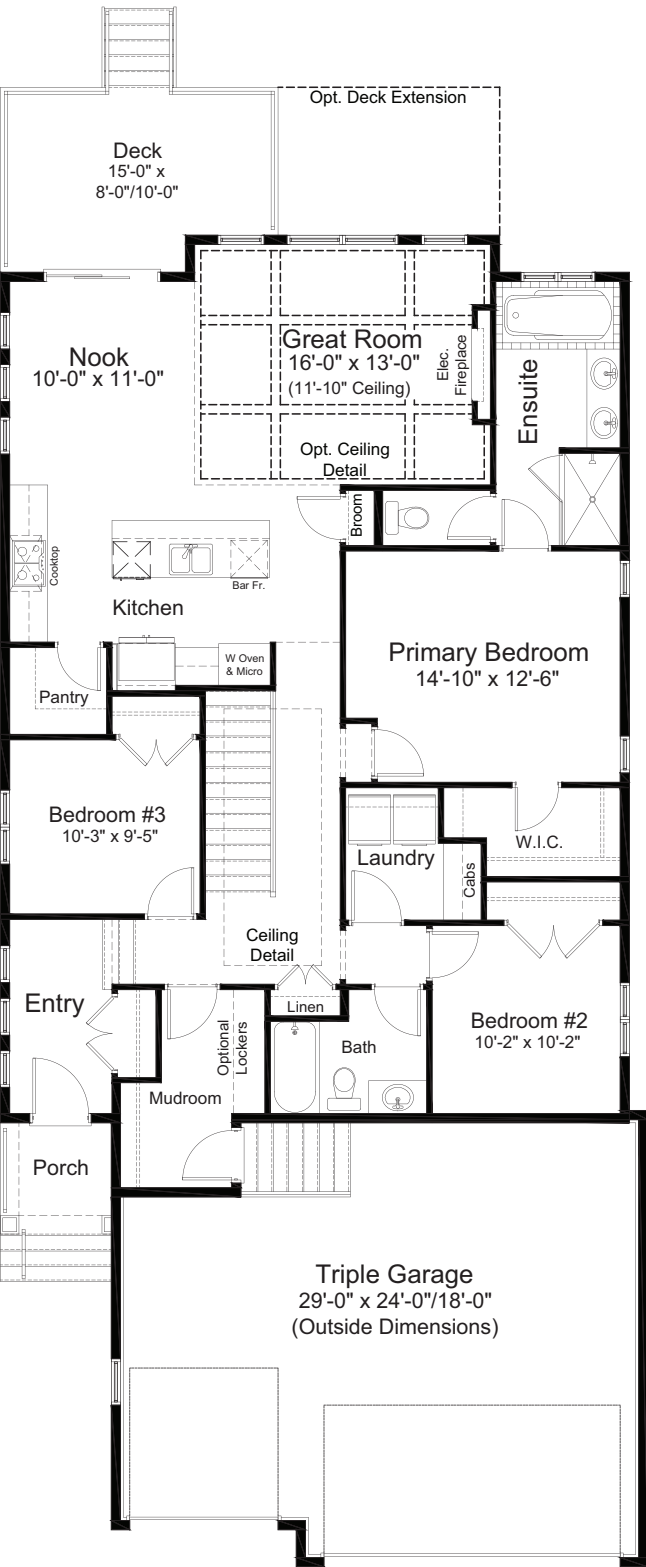 Opt. Deck Extension
Deck
15'-0" x
8'-0"/10'-0"
Great Room
16'-0" x 13'-0"
(11'-10" Ceiling)
Elec.
Fireplace
Opt. Ceiling
Detail
Nook
10'-0" x 11'-0"
Ensuite
Broom
Cooktop
Bar Fr.
Kitchen
W Oven
& Micro
Pantry
Primary Bedroom
14'-10" x 12'-6"
Bedroom #3
10'-3" x 9'-5"
Laundry
Cabs
W.I.C.
Ceiling
Detail
Linen
Entry
Optional
Lockers
Bath
Bedroom #2
10'-2" x 10'-2"
Mudroom
Porch
Triple Garage
29'-0" x 24'-0"/18'-0"
(Outside Dimensions)